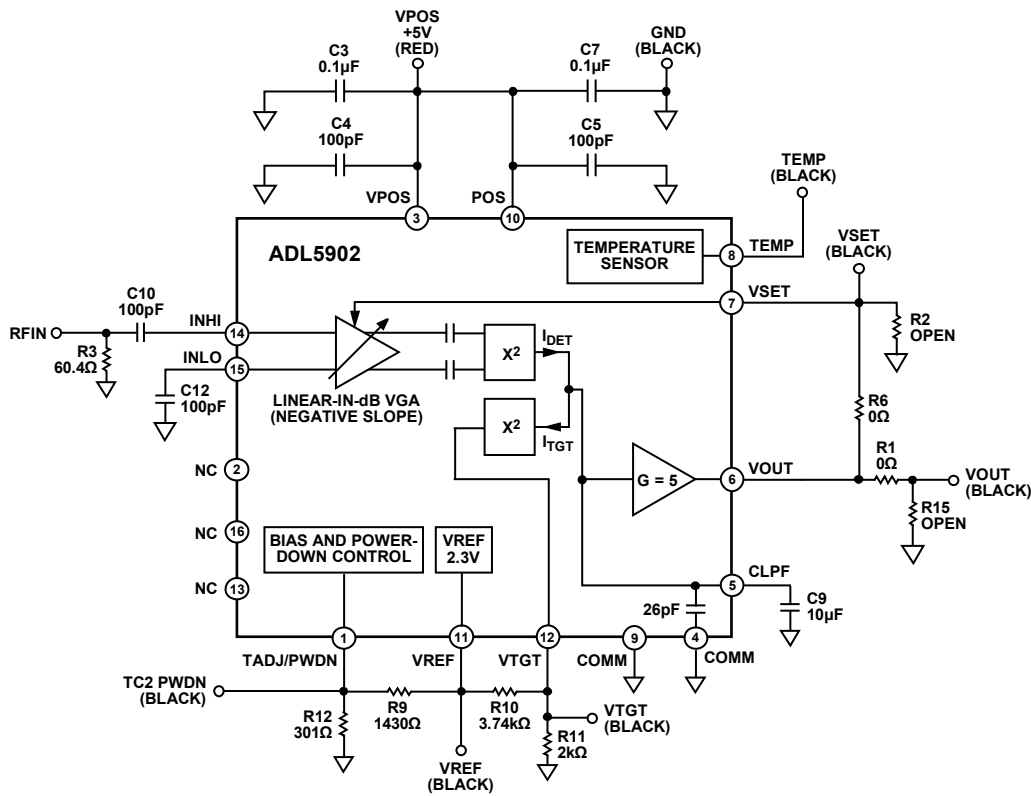 VPOS
+5V
(RED)
GND
(BLACK)
C3
0.1µF
C7
0.1µF
C4
100pF
C5
100pF
TEMP
(BLACK)
VPOS
POS
3
10
ADL5902
TEMPERATURE
SENSOR
8
TEMP
VSET
(BLACK)
VSET
7
C10
100pF
RFIN
INHI
14
R3
60.4Ω
INLO
15
C12
100pF
LINEAR-IN-dB VGA
(NEGATIVE SLOPE)
X²
IDET
X²
ITGT
R2
OPEN
R6
0Ω
R1
0Ω
G = 5
6
VOUT
VOUT
(BLACK)
R15
OPEN
NC
2
NC
16
NC
13
BIAS AND POWER-
DOWN CONTROL
VREF
2.3V
26pF
5
CLPF
C9
10µF
1
11
12
9
4
TADJ/PWDN
VREF
VTGT
COMM
COMM
TC2 PWDN
(BLACK)
R9
1430Ω
R10
3.74kΩ
R12
301Ω
VREF
(BLACK)
VTGT
(BLACK)
R11
2kΩ